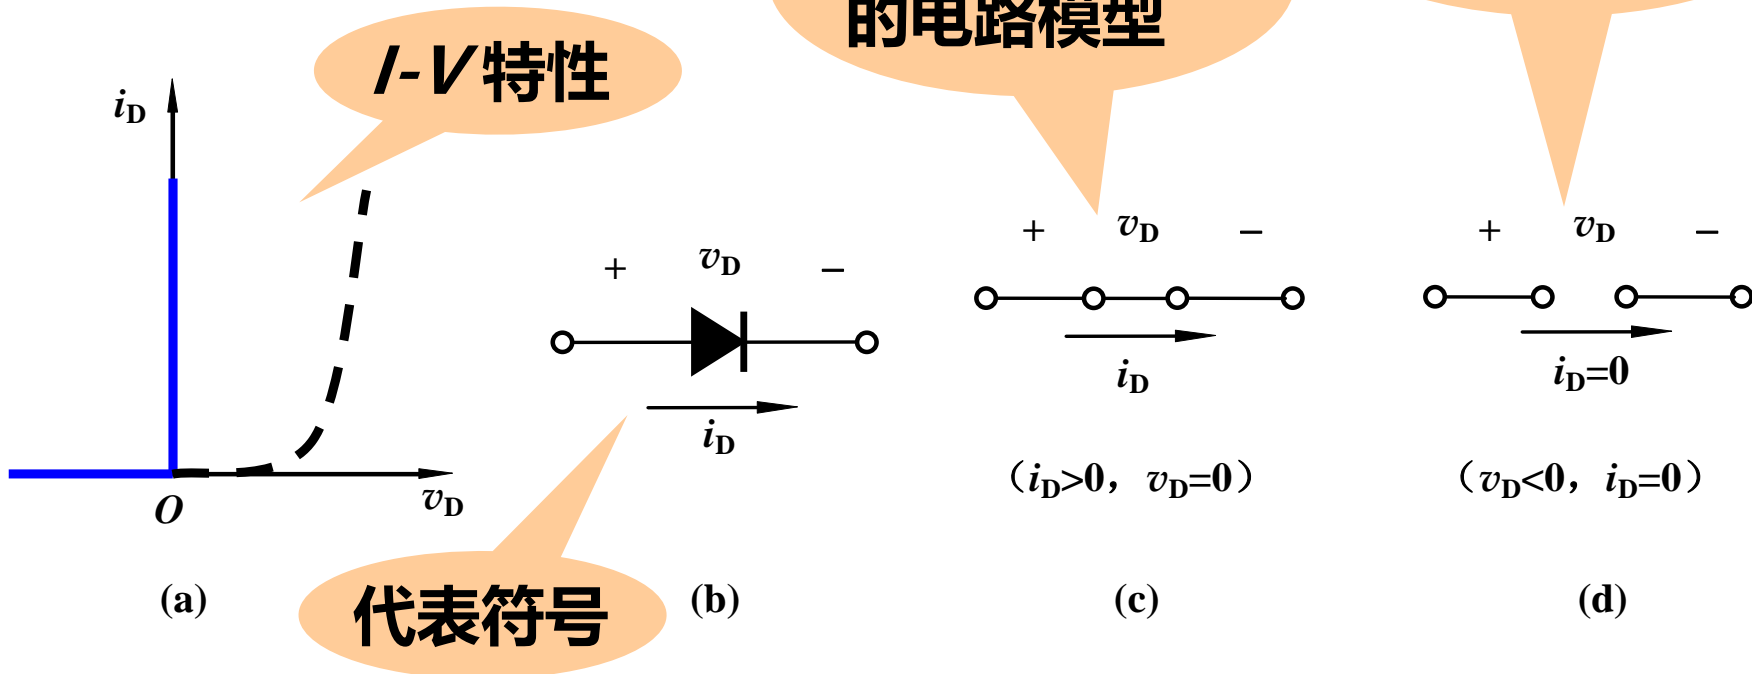 的电路模型
I-V 特性
iD
+ vD −
+ vD −
+ vD −
iD
iD=0
iD
(iD>0，vD=0)
(vD<0，iD=0)
O
vD
代表符号
(a)
(b)
(c)
(d)